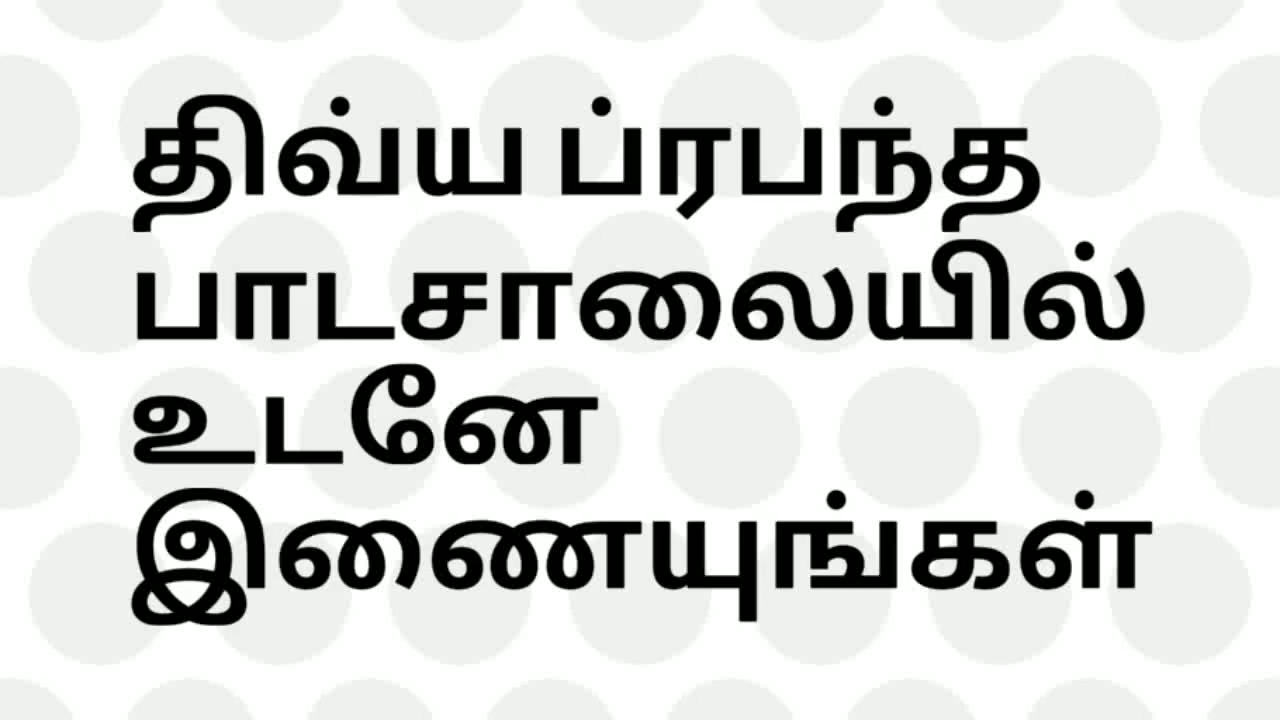 திவ்ய ப்ரபந்த
பாடசாலையில்
உடனே
இணையுங்கள்